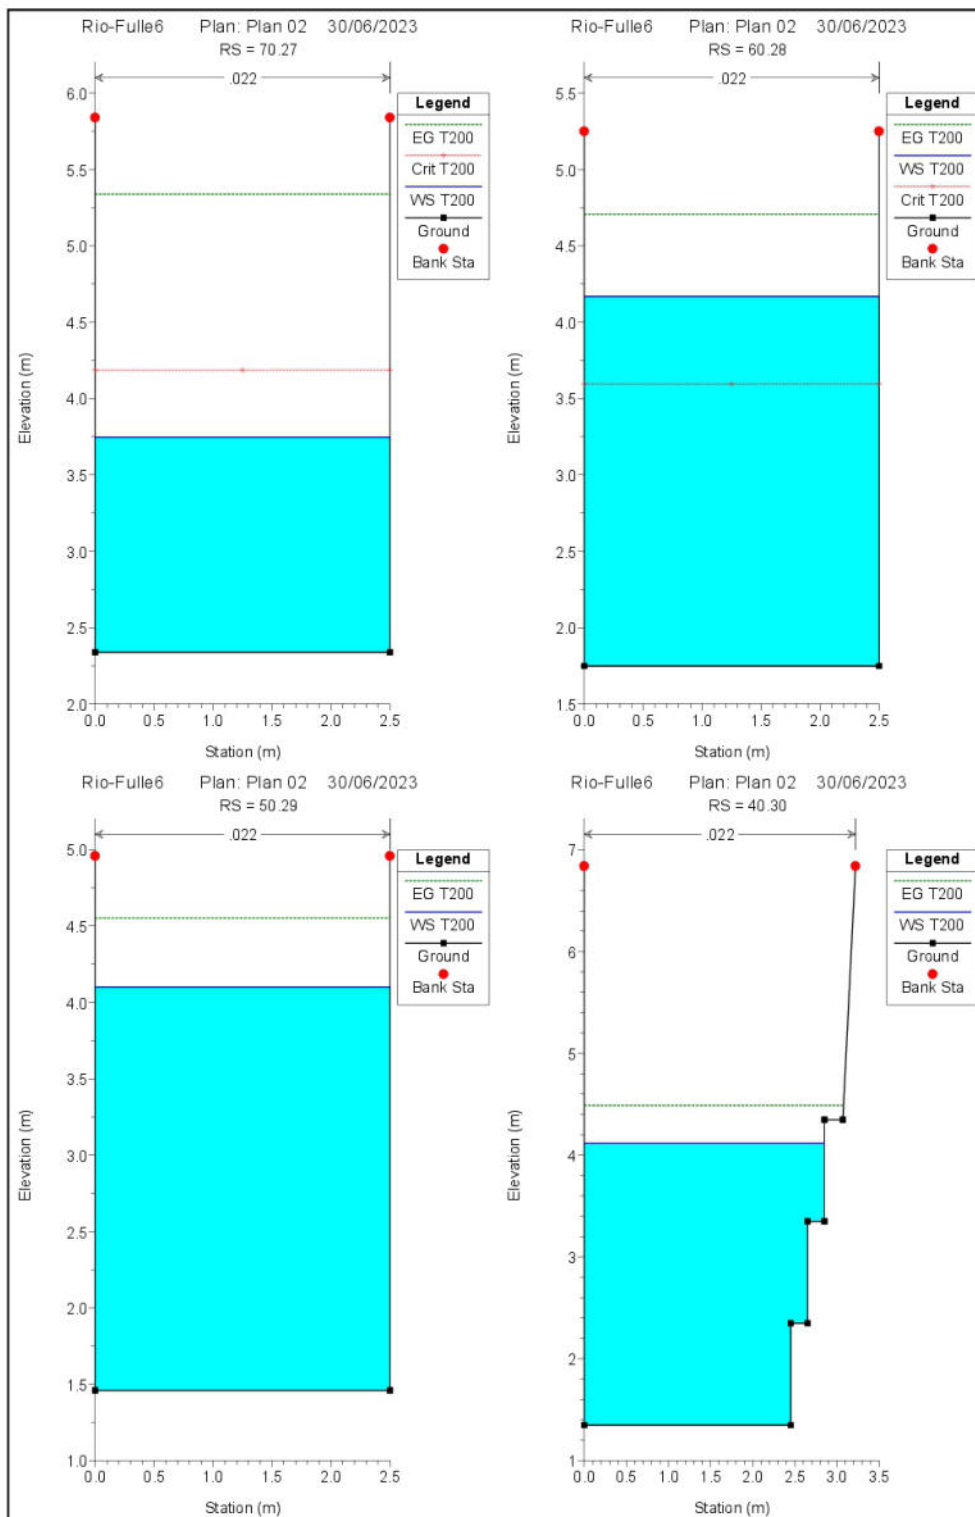 Rio-Fulle6 Plan: Plan 02 30/06/2023
RS = 70.27
.022
6.0
5.5
5.0
4.5
4.0
3.5
3.0
2.5
2.0
Elevation (m)
0.0 0.5 1.0 1.5 2.0 2.5
Station (m)
Legend
EG T200
Crit T200
WS T200
Ground
Bank Sta
Rio-Fulle6 Plan: Plan 02 30/06/2023
RS = 60.28
.022
5.5
5.0
4.5
4.0
3.5
3.0
2.5
2.0
1.5
Elevation (m)
0.0 0.5 1.0 1.5 2.0 2.5
Station (m)
Legend
EG T200
WS T200
Crit T200
Ground
Bank Sta
Rio-Fulle6 Plan: Plan 02 30/06/2023
RS = 50.29
.022
5.0
4.5
4.0
3.5
3.0
2.5
2.0
1.5
1.0
Elevation (m)
0.0 0.5 1.0 1.5 2.0 2.5
Station (m)
Legend
EG T200
WS T200
Ground
Bank Sta
Rio-Fulle6 Plan: Plan 02 30/06/2023
RS = 40.30
.022
7
6
5
4
3
2
1
Elevation (m)
0.0 0.5 1.0 1.5 2.0 2.5 3.0 3.5
Station (m)
Legend
EG T200
WS T200
Ground
Bank Sta